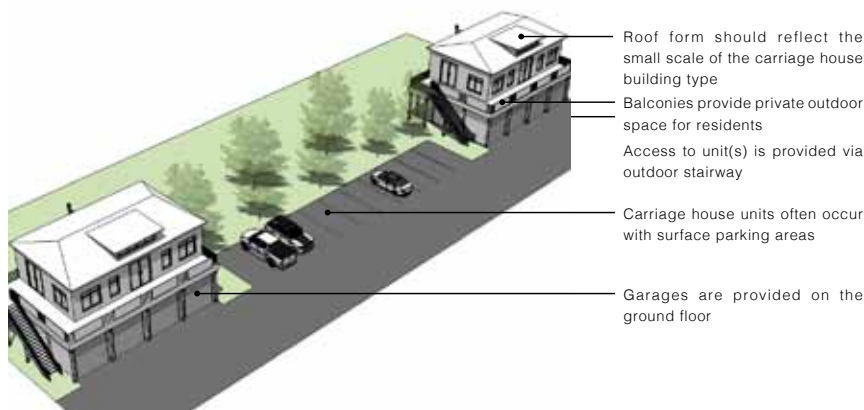 Roof form should reflect the
small scale of the carriage house
building type
Balconies provide private outdoor
space for residents
Access to unit(s) is provided via
outdoor stairway
Carriage house units often occur
with surface parking areas
Garages are provided on the
ground floor